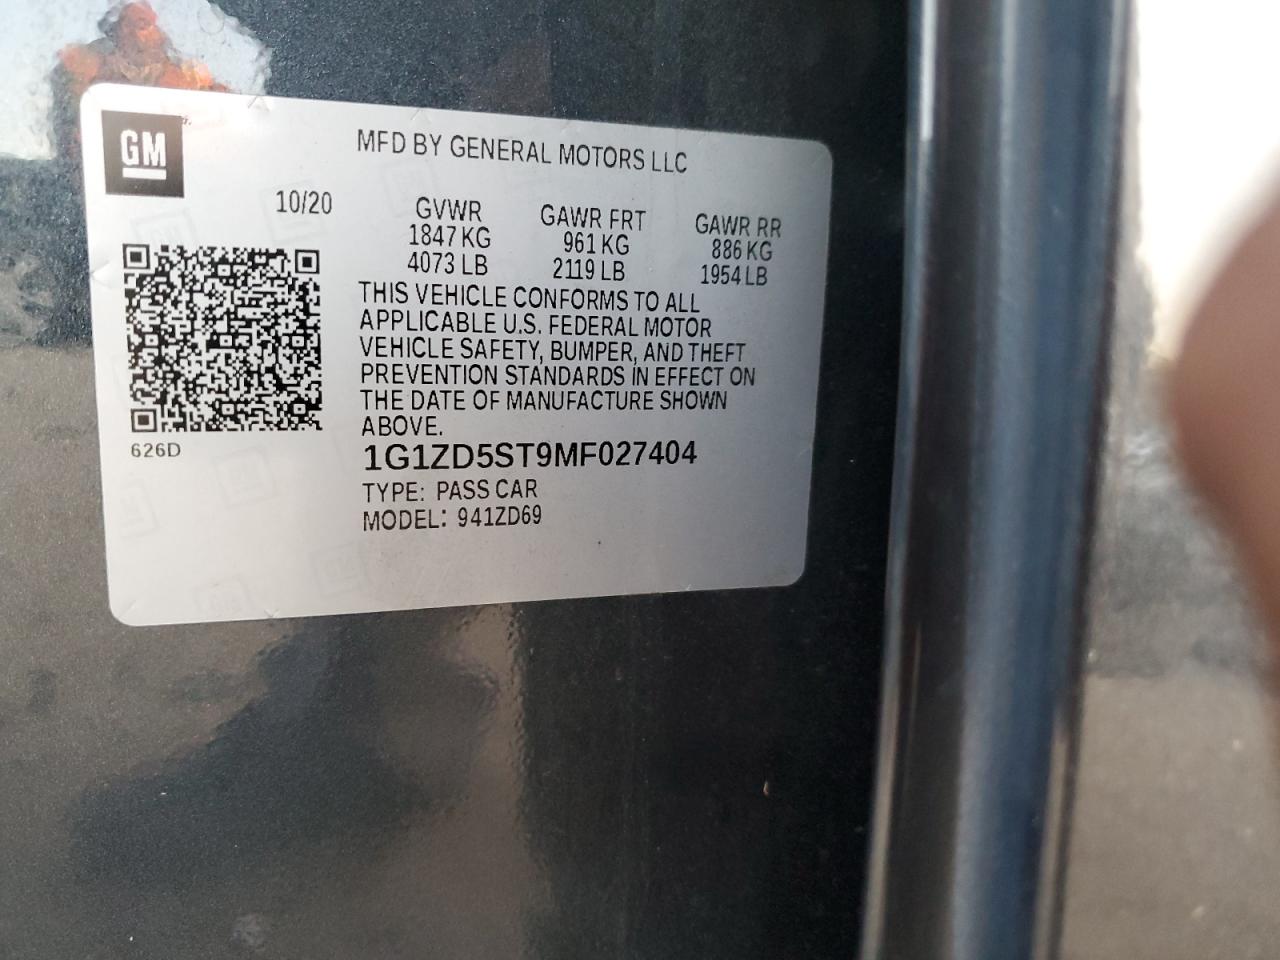 GM
MFD BY GENERAL MOTORS LLC
10/20
GVWR GAWR FRT GAWR RR
1847 KG 961 KG 886 KG
4073 LB 2119 LB 1954 LB
THIS VEHICLE CONFORMS TO ALL
APPLICABLE U.S. FEDERAL MOTOR
VEHICLE SAFETY, BUMPER, AND THEFT
PREVENTION STANDARDS IN EFFECT ON
THE DATE OF MANUFACTURE SHOWN
ABOVE.
626D
1G1ZD5ST9MF027404
TYPE: PASS CAR
MODEL: 941ZD69